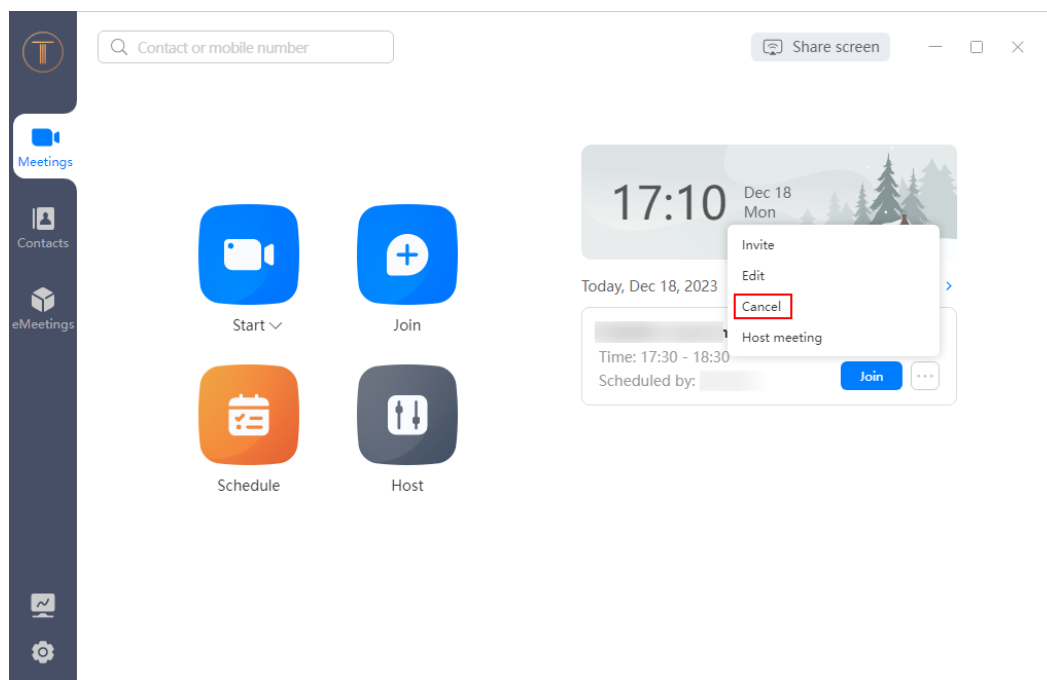 Contact or mobile number
Share screen
Meetings
Contacts
eMeetings
Start
Join
Schedule
Host
17:10
Dec 18
Mon
Today, Dec 18, 2023
Invite
Edit
Cancel
Host meeting
Time: 17:30 - 18:30
Scheduled by:
Join